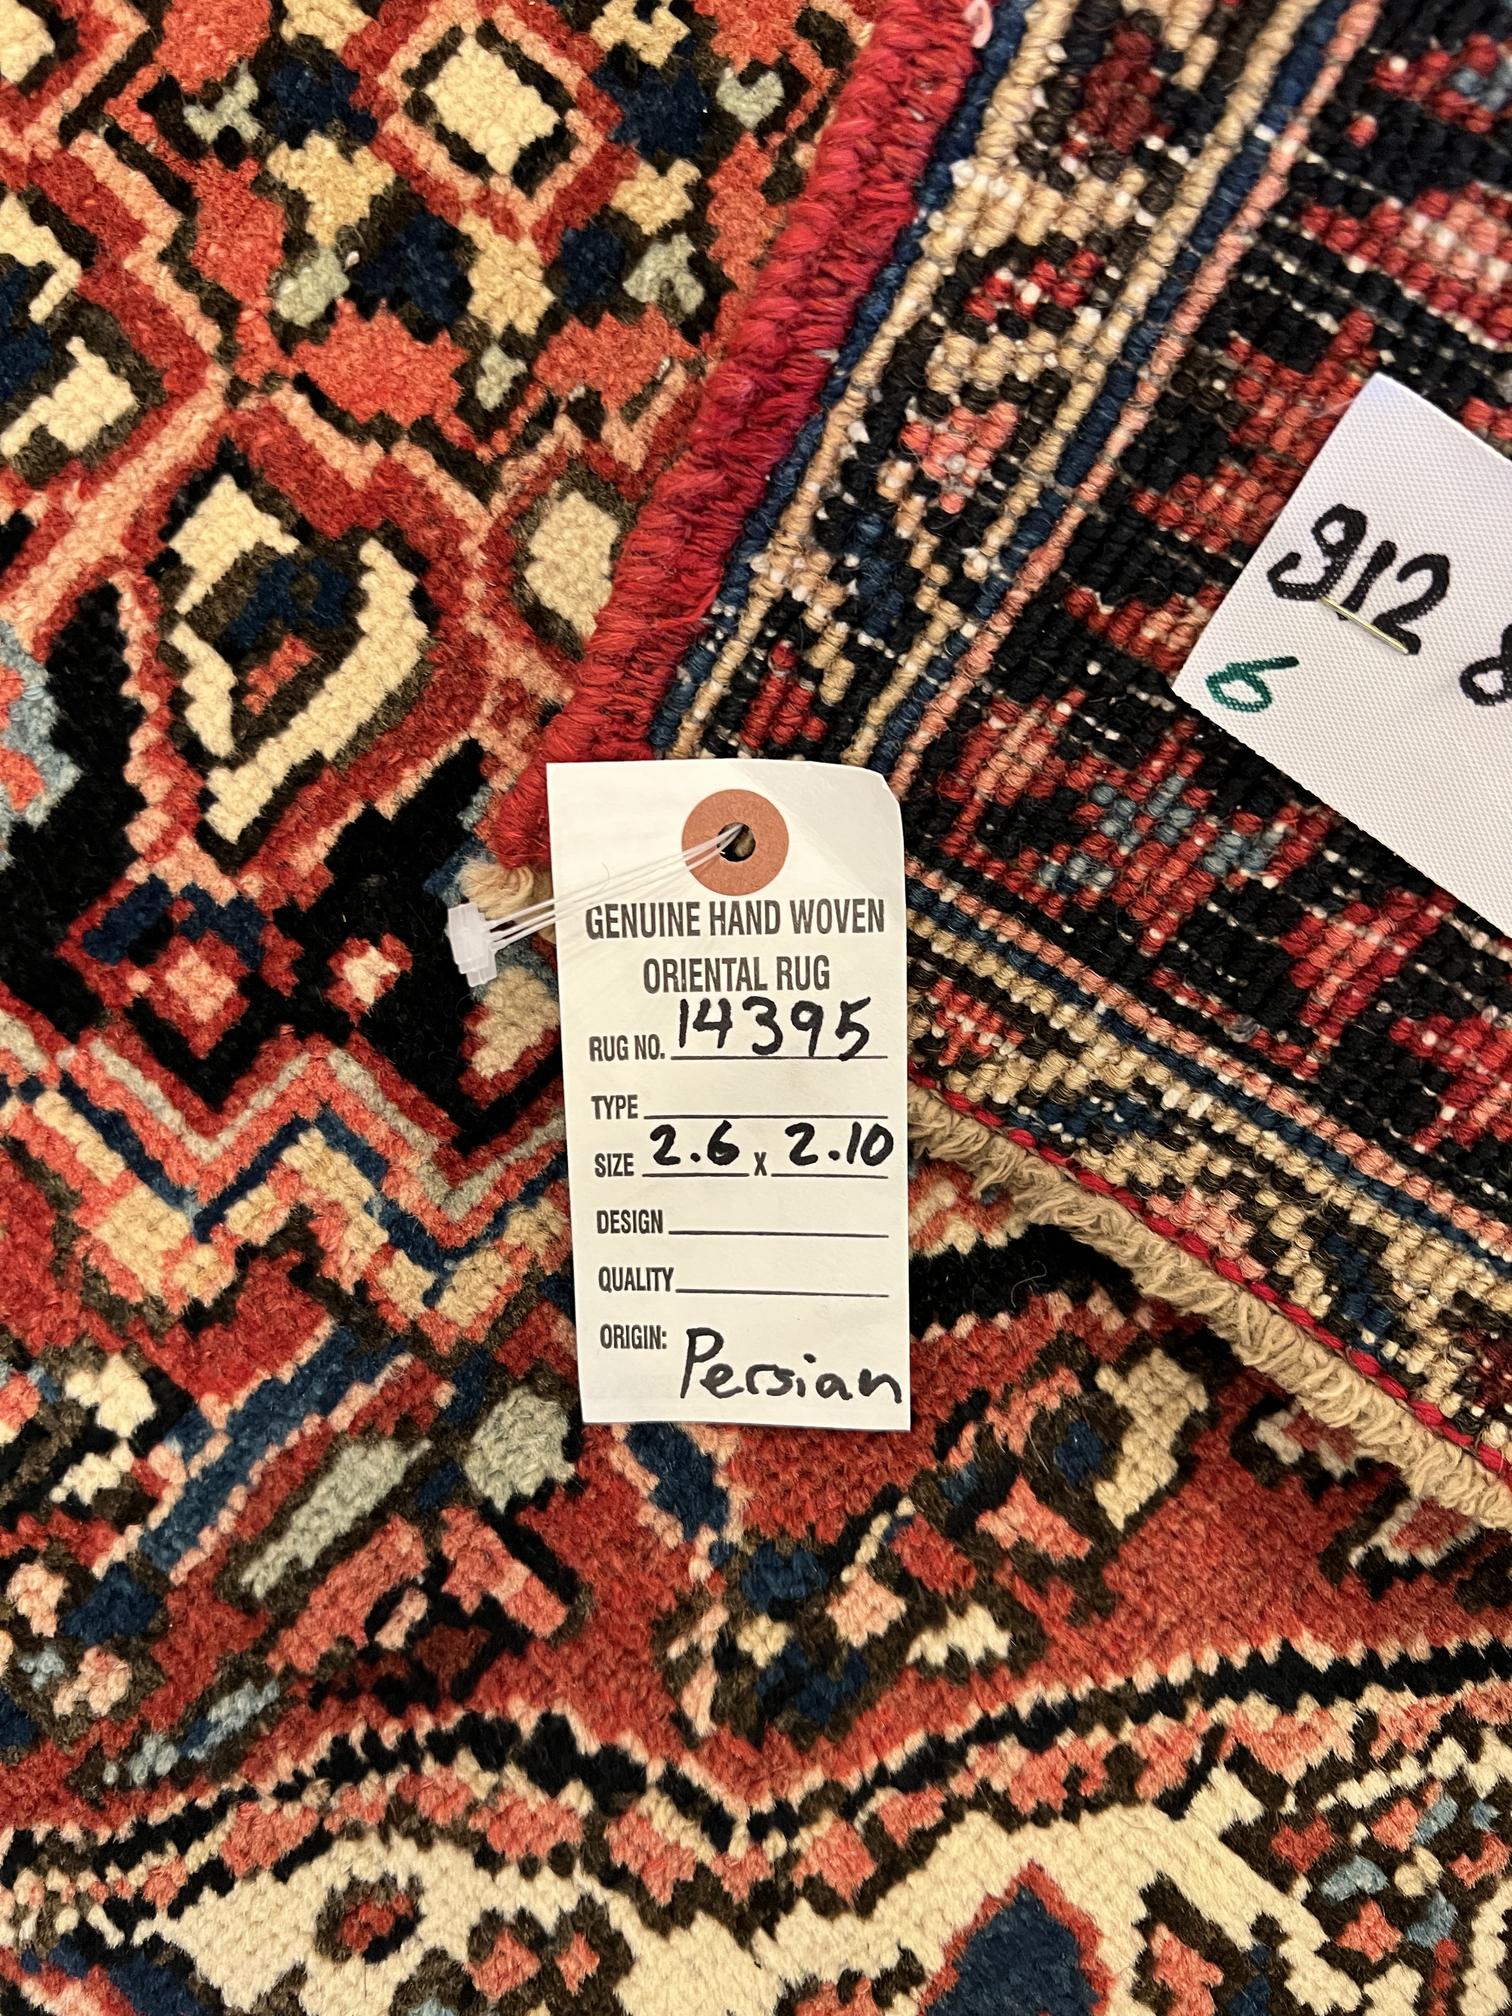 GENUINE HAND WOVEN
ORIENTAL RUG
RUG NO. 14395
TYPE
SIZE 2.6 x 2.10
DESIGN
QUALITY
ORIGIN: Persian
912 8
6